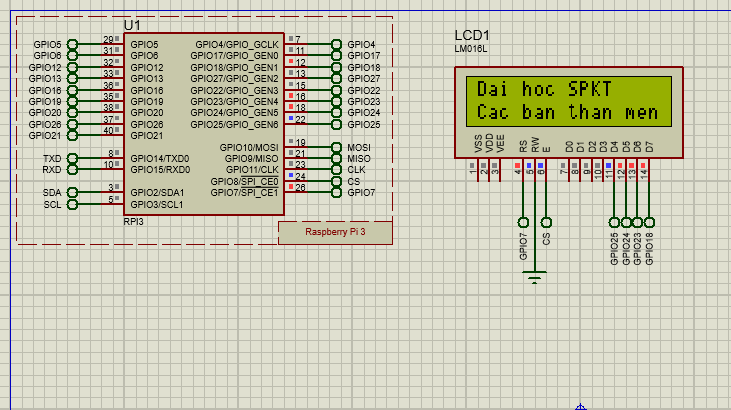 U1
GPIO5 29 GPIO5 GPIO4/GPIO_GCLK 7 GPIO4
GPIO6 31 GPIO6 GPIO17/GPIO_GEN0 11 GPIO17
GPIO12 32 GPIO12 GPIO18/GPIO_GEN1 12 GPIO18
GPIO13 33 GPIO13 GPIO27/GPIO_GEN2 13 GPIO27
GPIO16 36 GPIO16 GPIO22/GPIO_GEN3 15 GPIO22
GPIO19 35 GPIO19 GPIO23/GPIO_GEN4 16 GPIO23
GPIO20 38 GPIO20 GPIO24/GPIO_GEN5 18 GPIO24
GPIO26 37 GPIO26 GPIO25/GPIO_GEN6 22 GPIO25
GPIO21 40 GPIO21
GPIO10/MOSI 19 MOSI
TXD 8 GPIO14/TXD0 GPIO9/MISO 21 MISO
RXD 10 GPIO15/RXD0 GPIO11/CLK 23 CLK
GPIO8/SPI_CE0 24 CS
SDA 3 GPIO2/SDA1 GPIO7/SPI_CE1 26 GPIO7
SCL 5 GPIO3/SCL1
RPI3
Raspberry Pi 3
LCD1
LM016L
Dai hoc SPKT
Cac ban than men
VSS VDD VEE RS RW E D0 D1 D2 D3 D4 D5 D6 D7
1 2 3 4 5 6 7 8 9 10 11 12 13 14
GPIO7 CS GPIO25 GPIO24 GPIO23 GPIO18